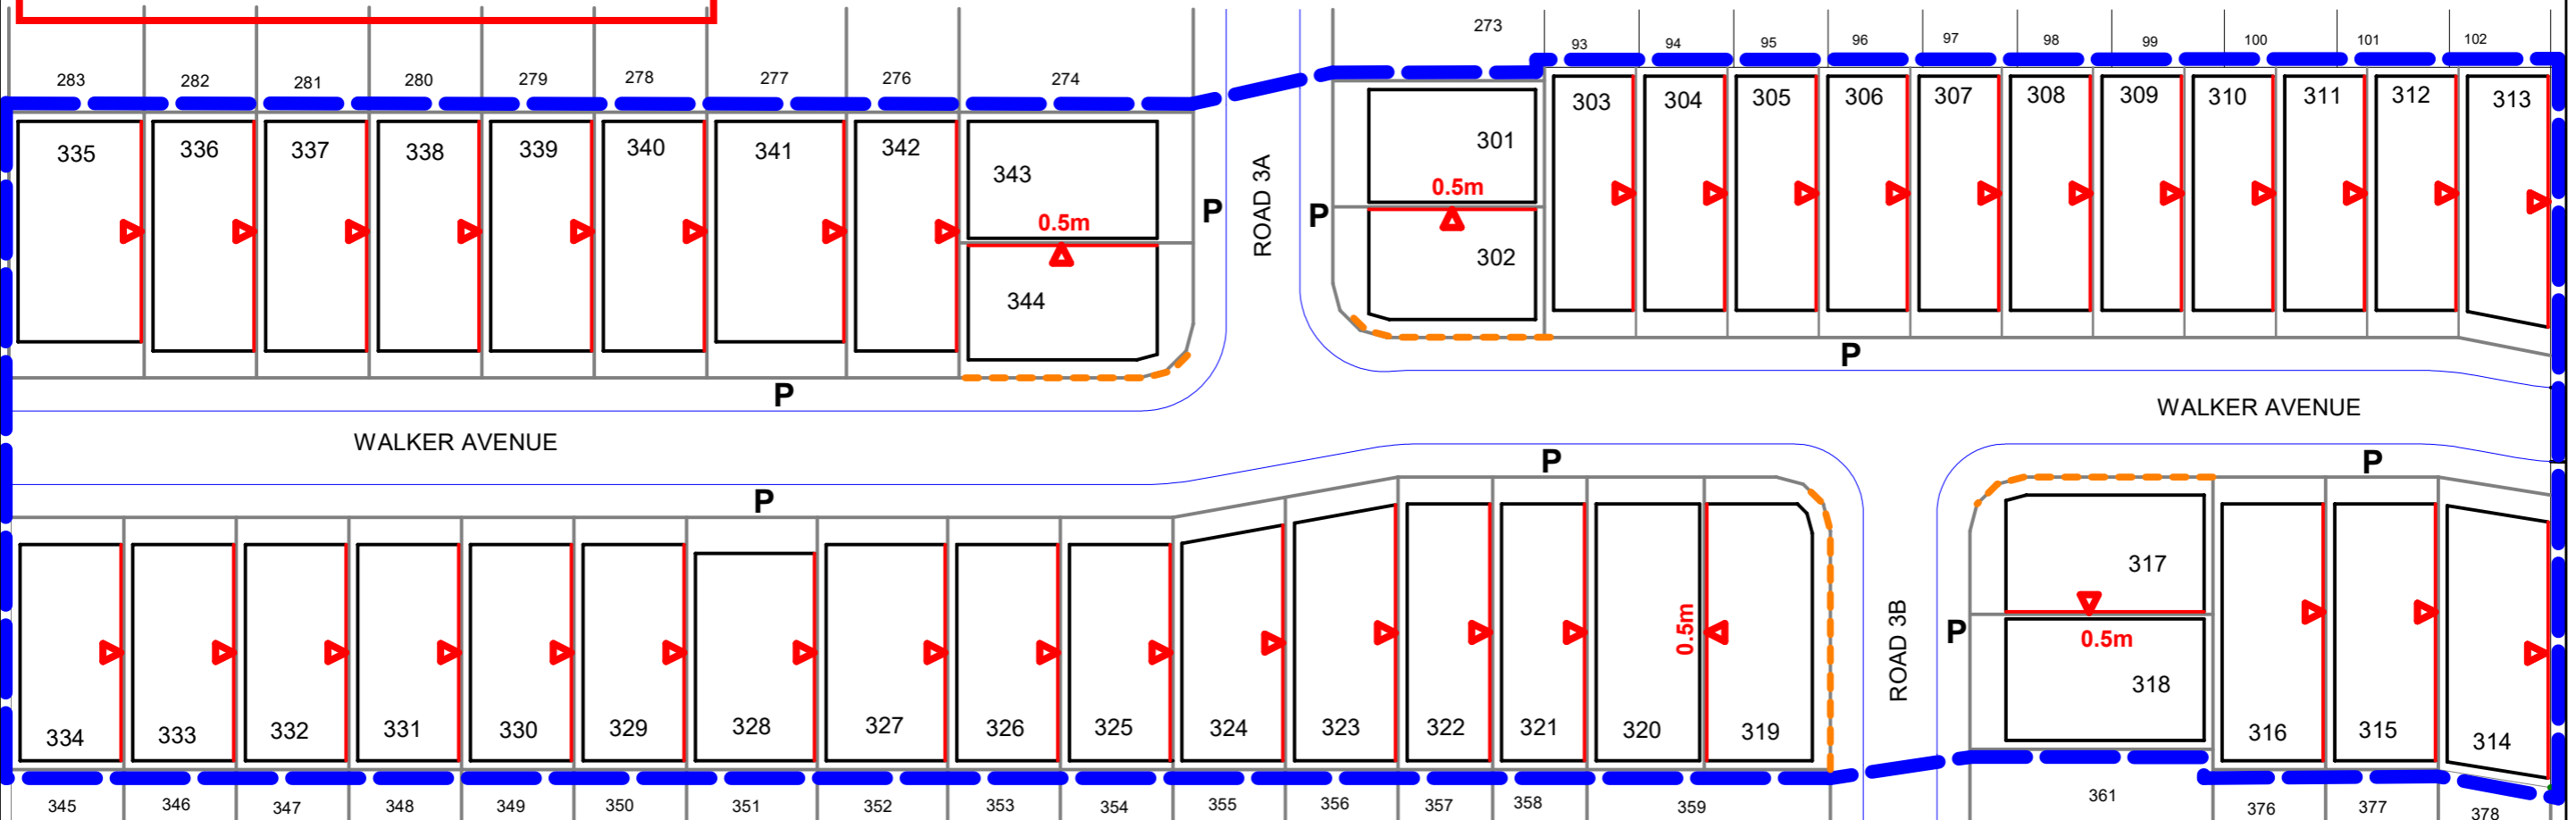 273
93 94 95 96 97 98 99 100 101 102
283 282 281 280 279 278 277 276 274
303 304 305 306 307 308 309 310 311 312 313
335 336 337 338 339 340 341 342
301
343
0.5m
P
P
ROAD 3A
0.5m
302
344
P
P
WALKER AVENUE
WALKER AVENUE
P
P
P
317
0.5m
ROAD 3B
P
0.5m
318
334 333 332 331 330 329 328 327 326 325 324 323 322 321 320 319
316 315 314
345 346 347 348 349 350 351 352 353 354 355 356 357 358 359
361
376 377 378